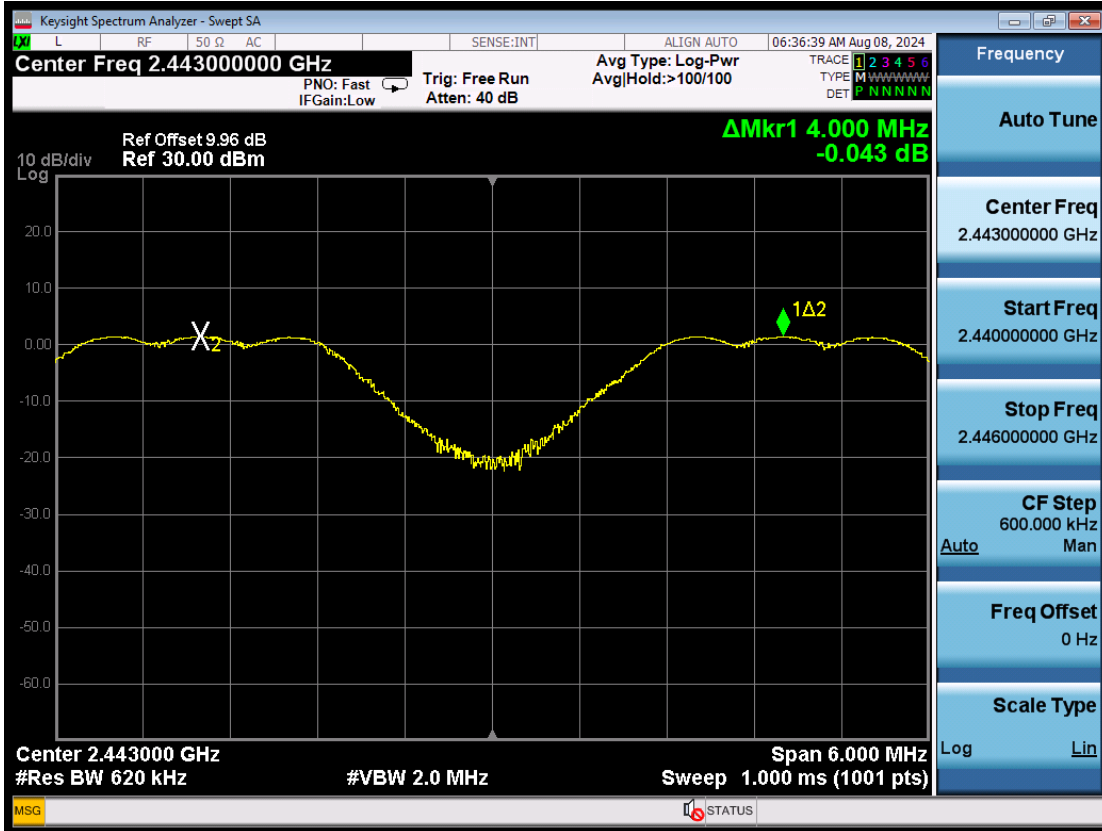 Keysight Spectrum Analyzer - Swept SA
LXI L RF 50 Ω AC SENSE:INT ALIGN AUTO 06:36:39 AM Aug 08, 2024
Center Freq 2.443000000 GHz
PNO: Fast
IFGain:Low
Trig: Free Run
Atten: 40 dB
Avg Type: Log-Pwr
Avg|Hold:>100/100
TRACE 1 2 3 4 5 6
TYPE M WWWWW
DET P N N N N N
Ref Offset 9.96 dB
10 dB/div Ref 30.00 dBm
Log
ΔMkr1 4.000 MHz
-0.043 dB
20.0
10.0
0.00
-10.0
-20.0
-30.0
-40.0
-50.0
-60.0
X2
1Δ2
Center 2.443000 GHz Span 6.000 MHz
#Res BW 620 kHz #VBW 2.0 MHz Sweep 1.000 ms (1001 pts)
MSG STATUS
Frequency
Auto Tune
Center Freq
2.443000000 GHz
Start Freq
2.440000000 GHz
Stop Freq
2.446000000 GHz
CF Step
600.000 kHz
Auto Man
Freq Offset
0 Hz
Scale Type
Log Lin